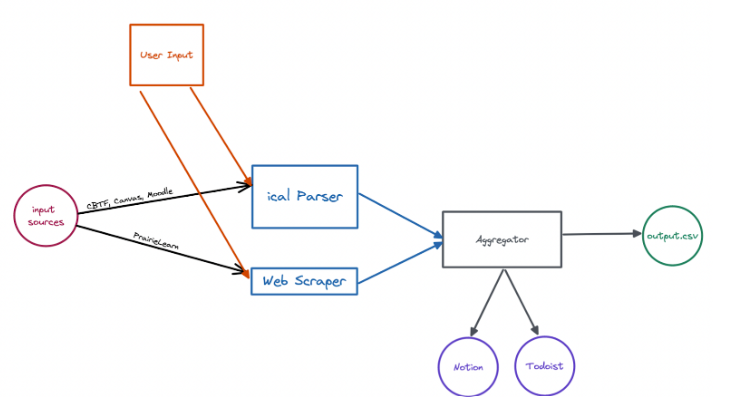 User Input
CBTF, Canvas, Moodle
ical Parser
input
sources
PrairieLearn
Aggregator
output.csv
Web Scraper
Notion
Todoist